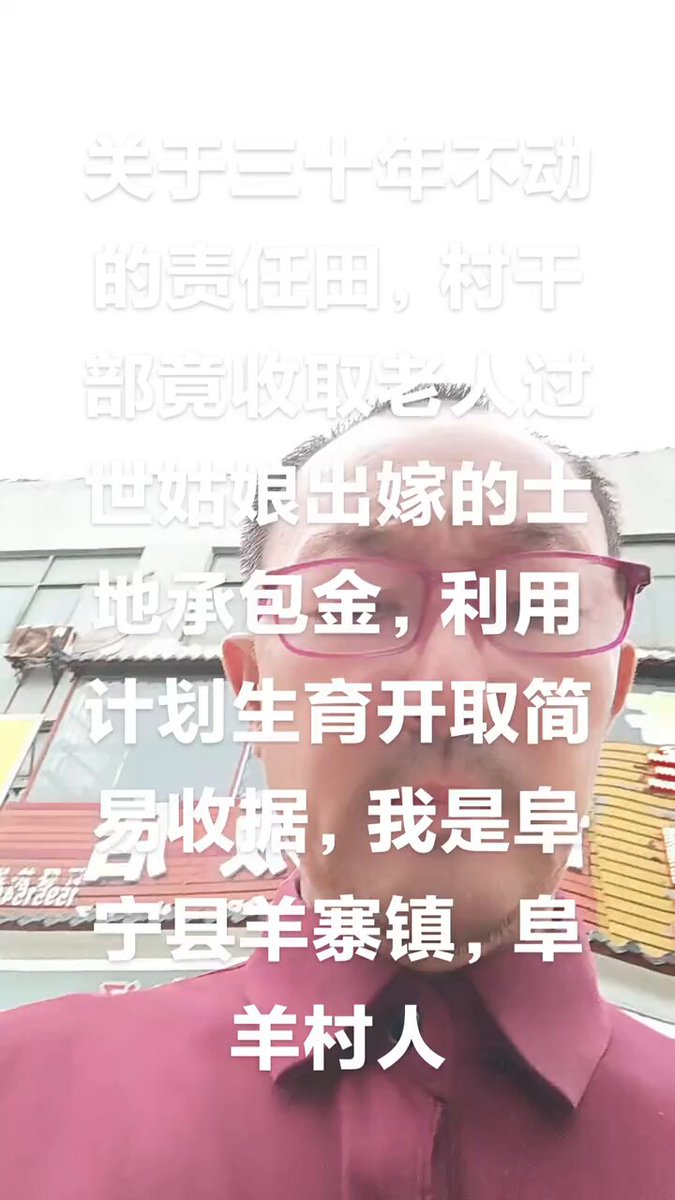 关于三十年不动
的责任田，村干
部竟收取老人过
世姑娘出嫁的士
地承包金，利用
计划生育开取简
易收据，我是阜
宁县羊寨镇，阜
羊村人